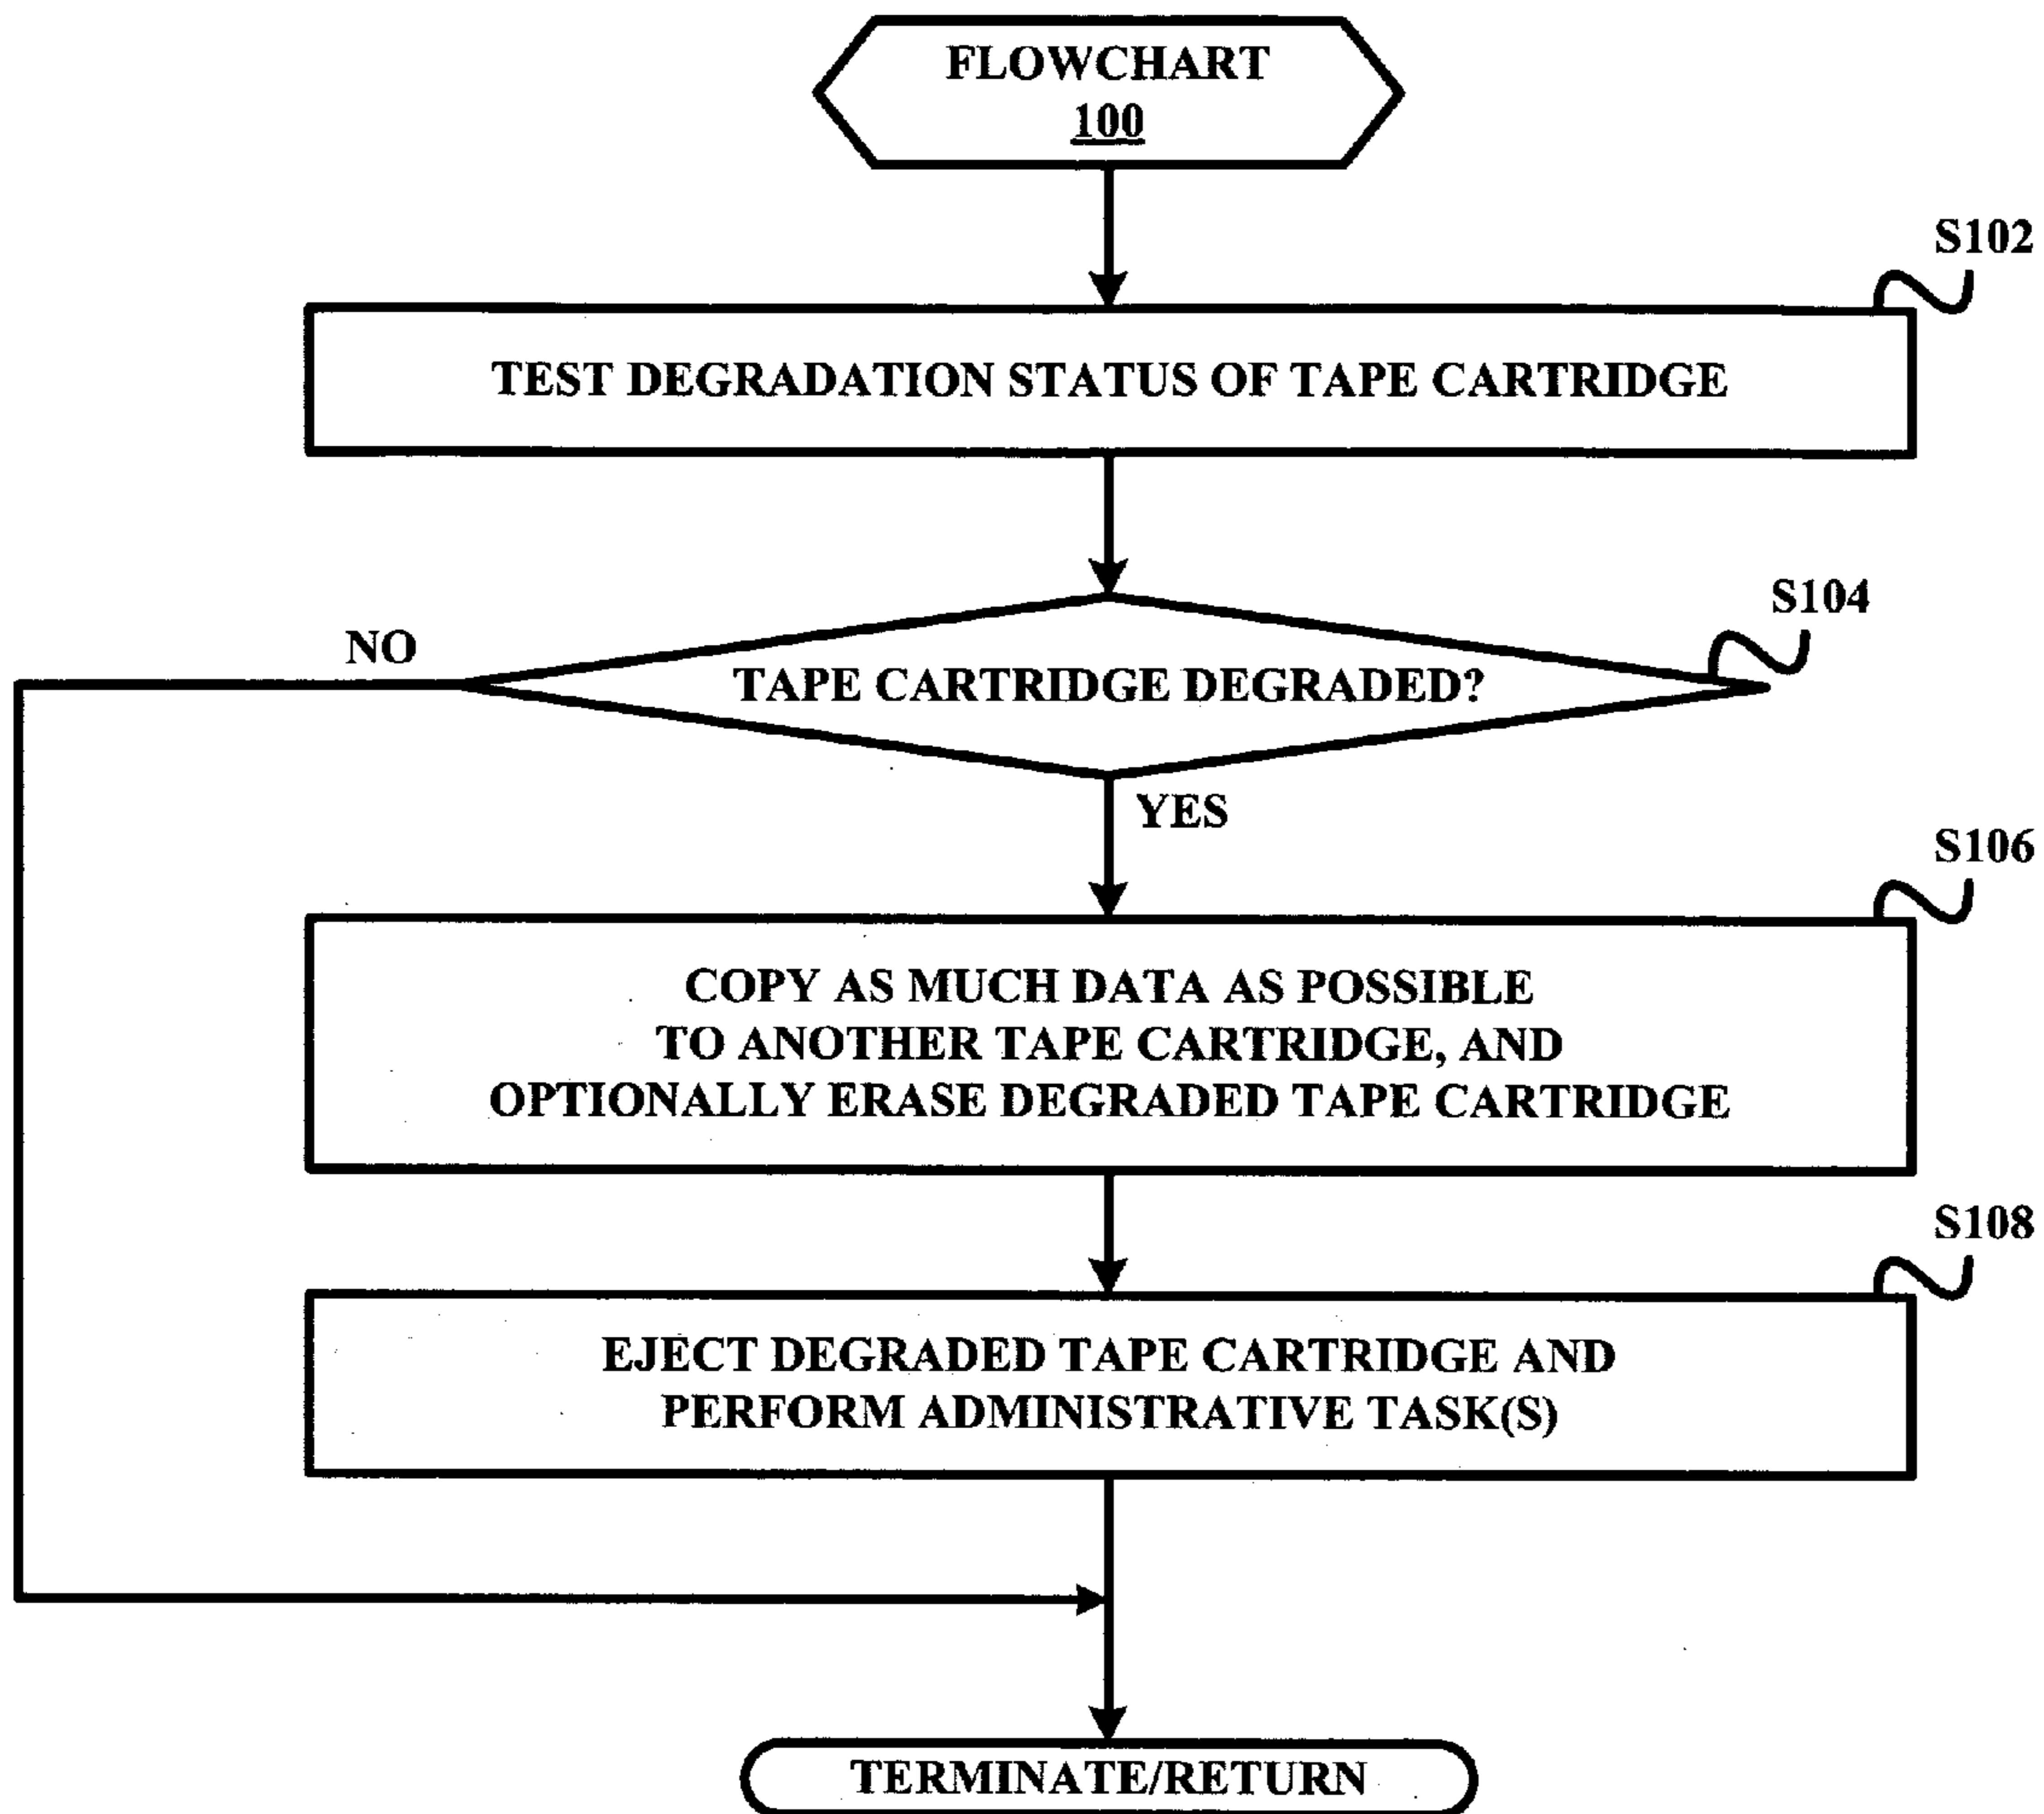 FLOWCHART
100
S102
TEST DEGRADATION STATUS OF TAPE CARTRIDGE
S104
NO
TAPE CARTRIDGE DEGRADED?
YES
S106
COPY AS MUCH DATA AS POSSIBLE
TO ANOTHER TAPE CARTRIDGE, AND
OPTIONALLY ERASE DEGRADED TAPE CARTRIDGE
S108
EJECT DEGRADED TAPE CARTRIDGE AND
PERFORM ADMINISTRATIVE TASK(S)
TERMINATE/RETURN